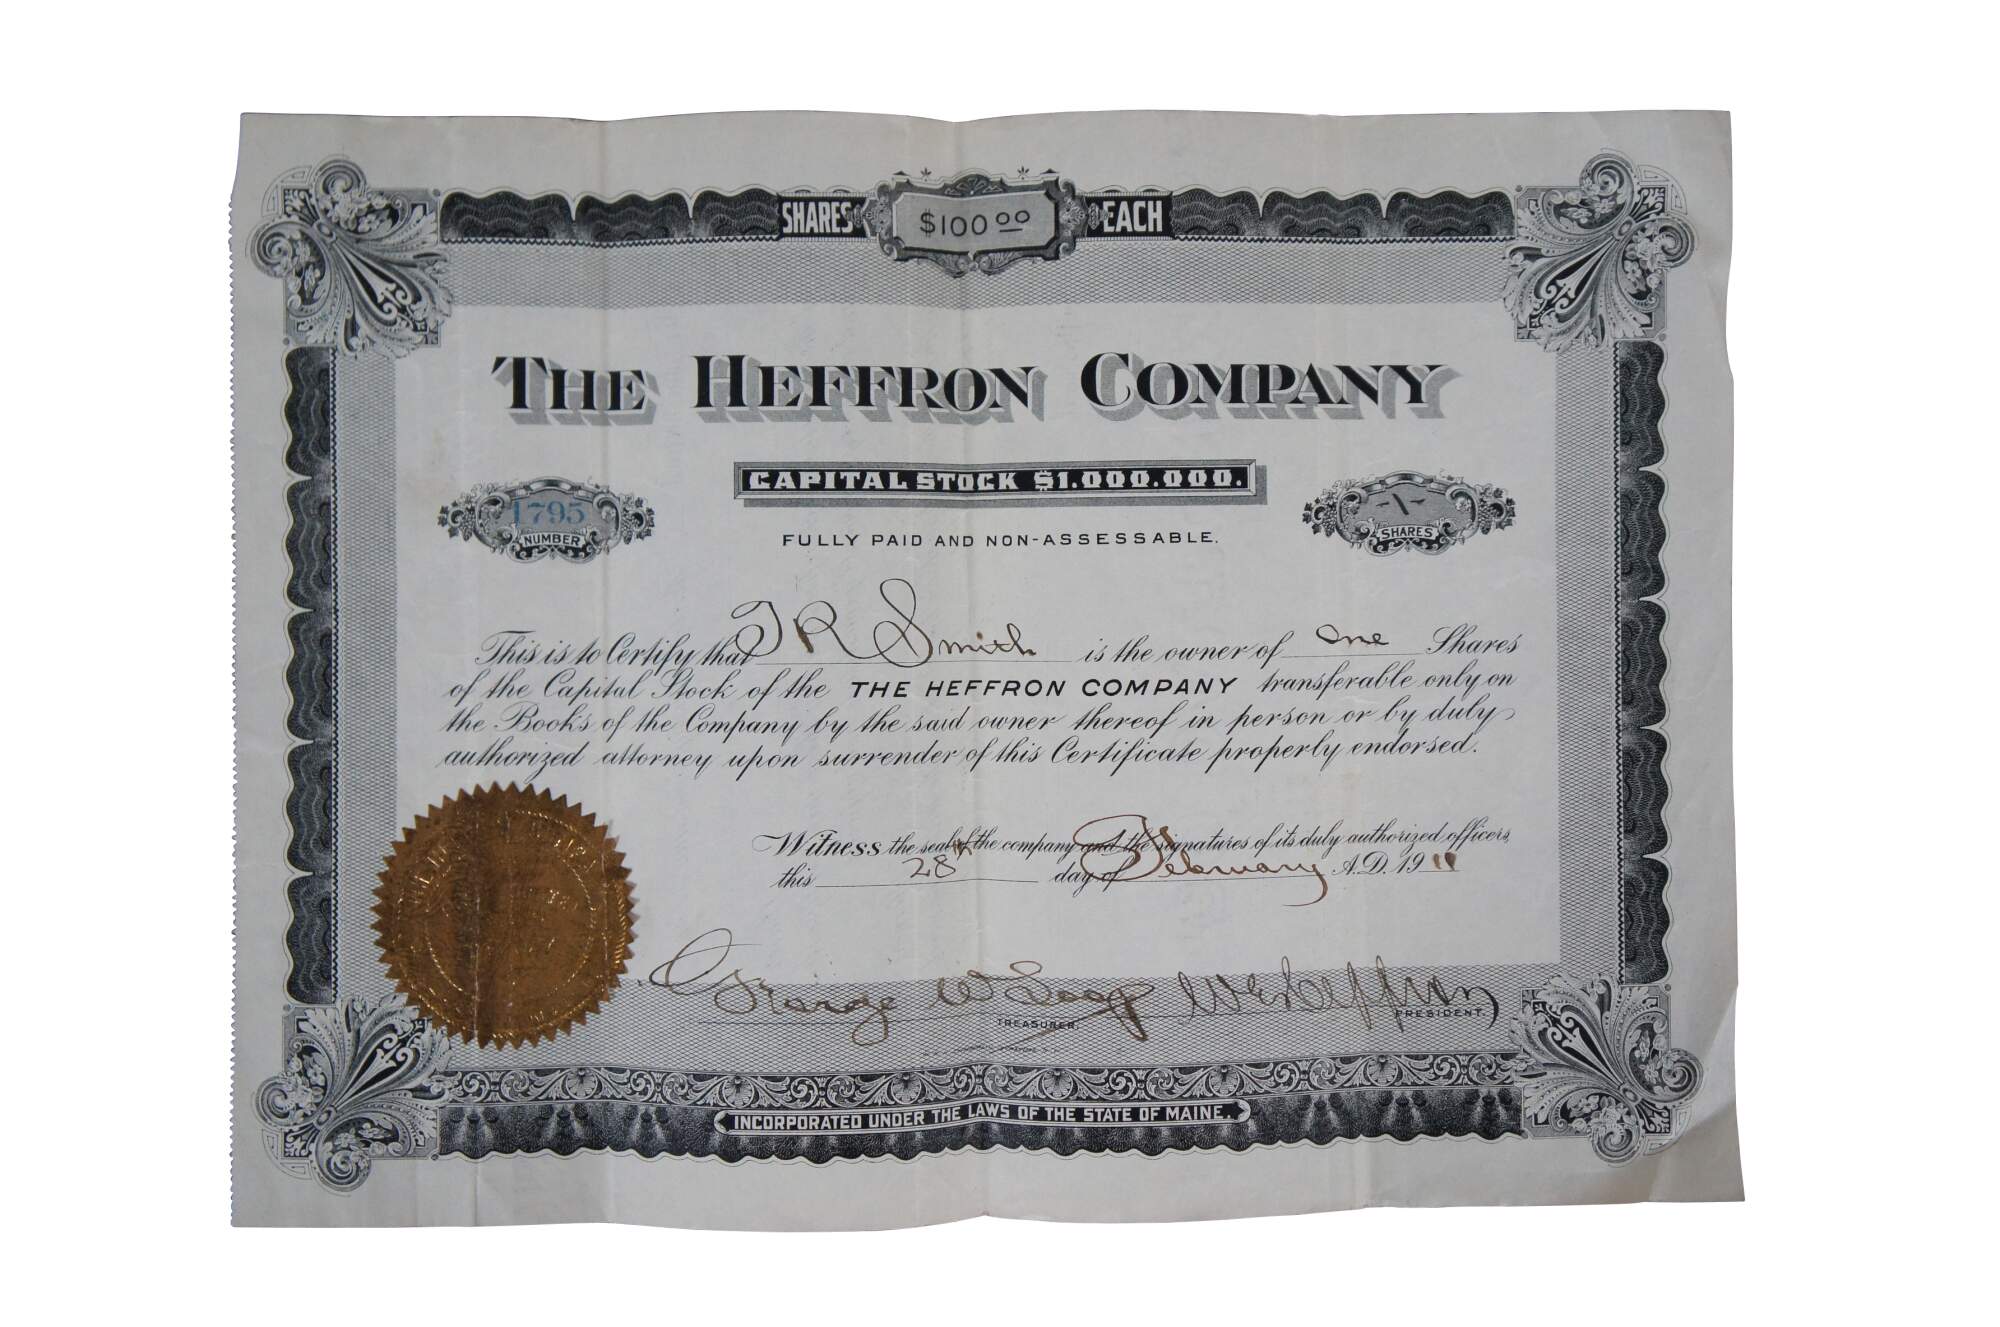 SHARES $100.00 EACH
THE HEFFRON COMPANY
CAPITAL STOCK $1.000.000.
1795
NUMBER
FULLY PAID AND NON-ASSESSABLE.
-1-
SHARES
This is to Certify that T R Smith is the owner of one Shares
of the Capital Stock of the THE HEFFRON COMPANY transferable only on
the Books of the Company by the said owner thereof in person or by duly
authorized attorney upon surrender of this Certificate properly endorsed.
Witness the seal of the company and the signatures of its duly authorized officers,
this 28th day of February A.D. 1911
George W WEHeffron
TREASURER. PRESIDENT.
INCORPORATED UNDER THE LAWS OF THE STATE OF MAINE.